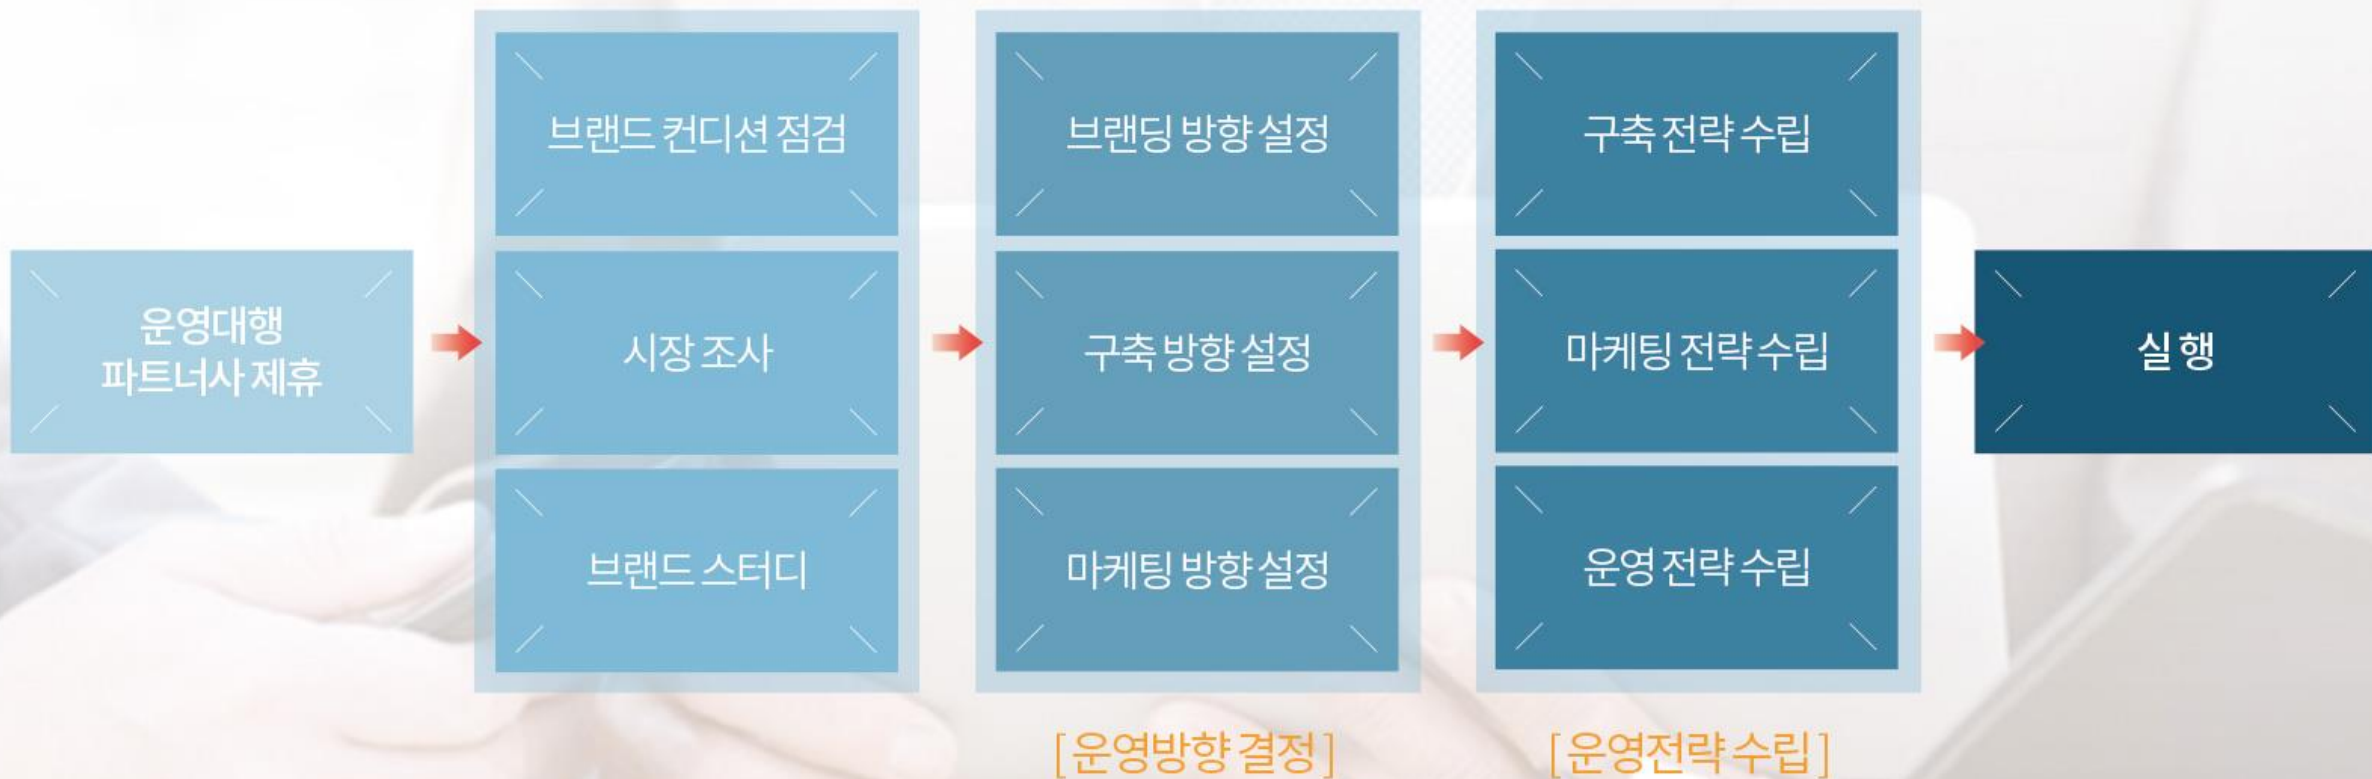 운영대행
파트너사 제휴
브랜드 컨디션 점검
시장 조사
브랜드 스터디
브랜딩 방향 설정
구축 방향 설정
마케팅 방향 설정
[ 운영방향 결정 ]
구축 전략 수립
마케팅 전략 수립
운영 전략 수립
[ 운영전략 수립 ]
실 행